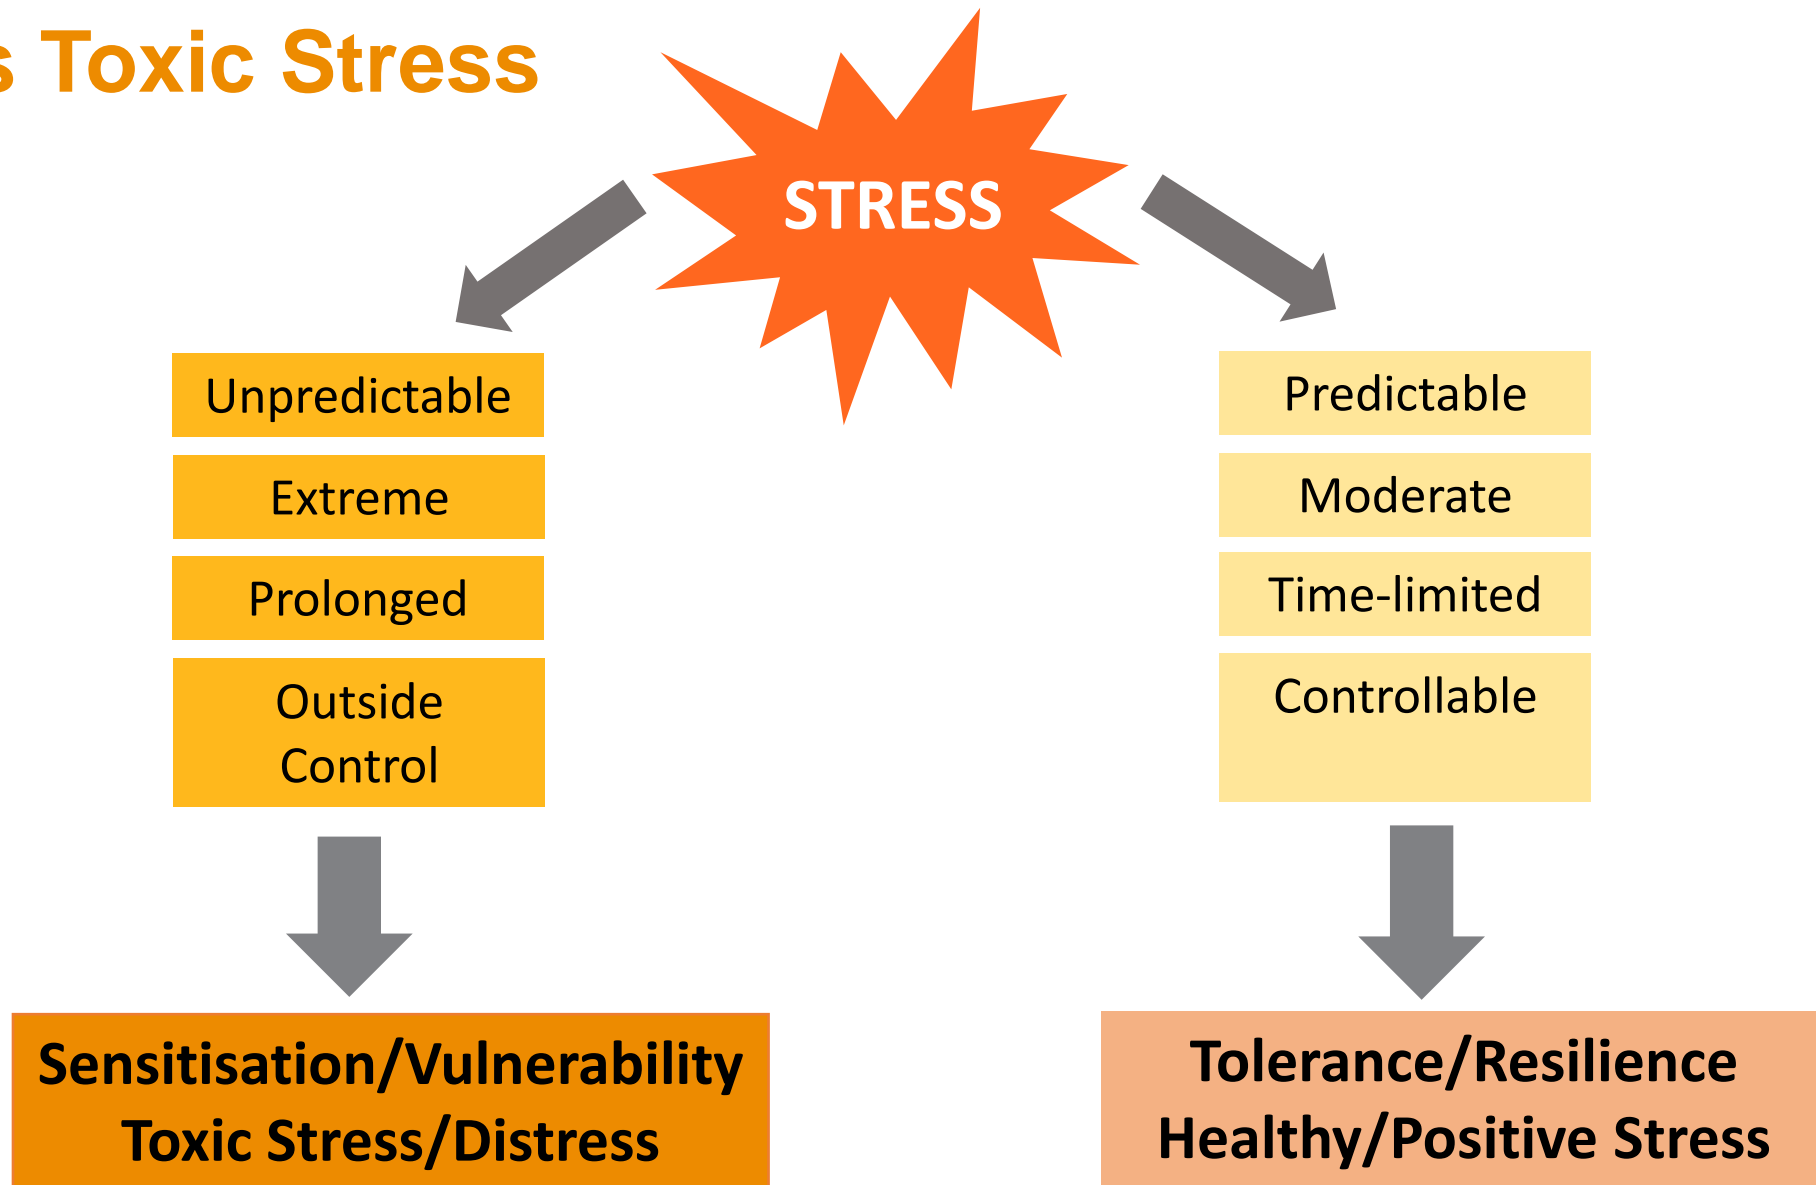 s Toxic Stress
STRESS
Unpredictable
Extreme
Prolonged
Outside
Control
Sensitisation/Vulnerability
Toxic Stress/Distress
Predictable
Moderate
Time-limited
Controllable
Tolerance/Resilience
Healthy/Positive Stress